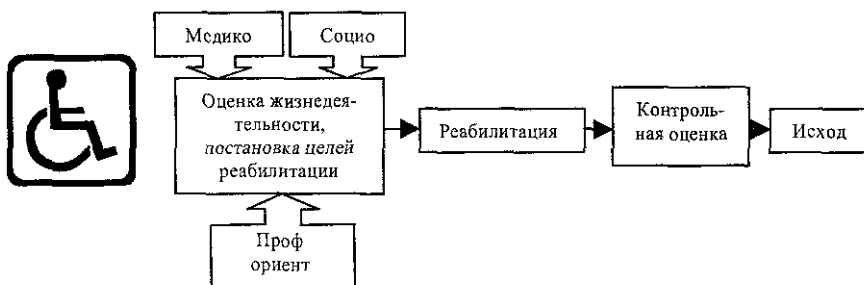 Медико
Социо
Оценка жизнедея-
тельности,
постановка целей
реабилитации
Реабилитация
Контроль-
ная оценка
Исход
Проф
ориент